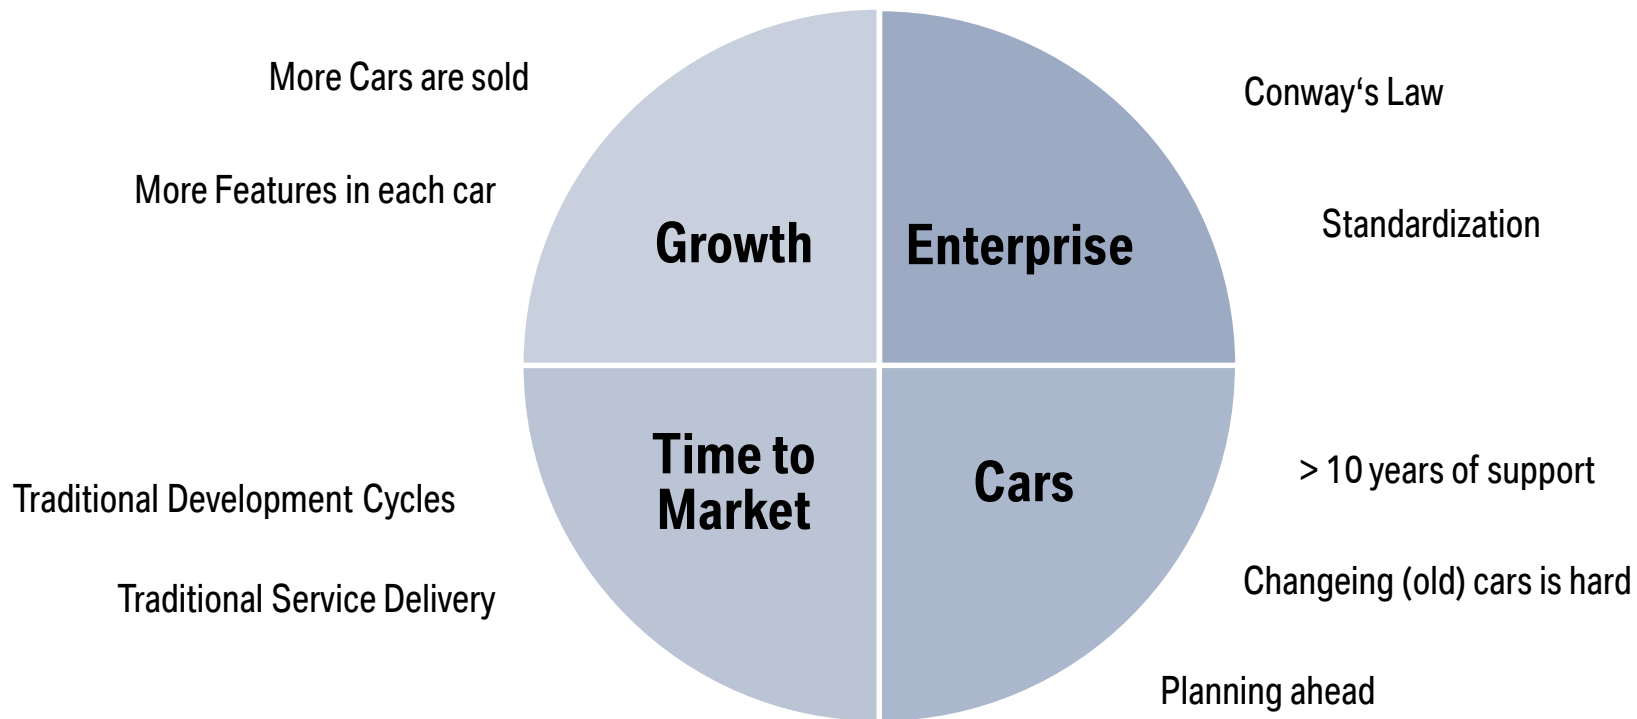 More Cars are sold
More Features in each car
Growth
Enterprise
Conway‘s Law
Standardization
Traditional Development Cycles
Traditional Service Delivery
Time to
Market
Cars
> 10 years of support
Changeing (old) cars is hard
Planning ahead